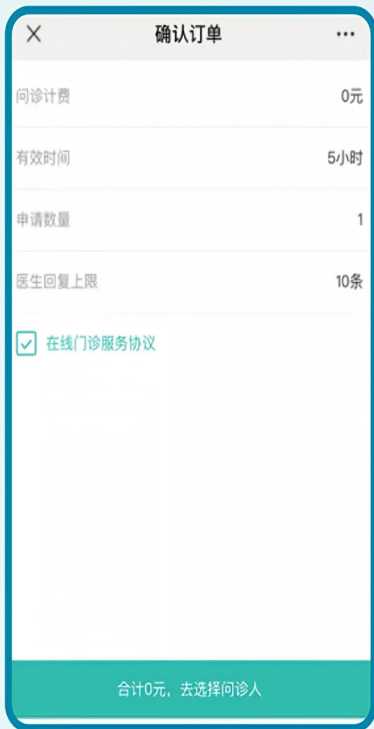 确认订单
问诊计费 0元
有效时间 5小时
申请数量 1
医生回复上限 10条
在线门诊服务协议
合计0元，去选择问诊人